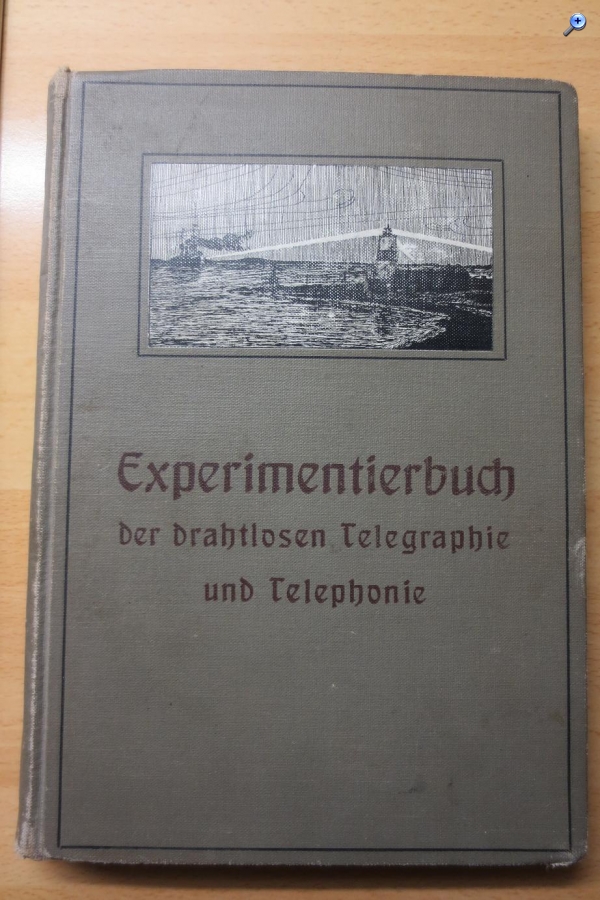 Experimentierbuch
der drahtlosen Telegraphie
und Telephonie